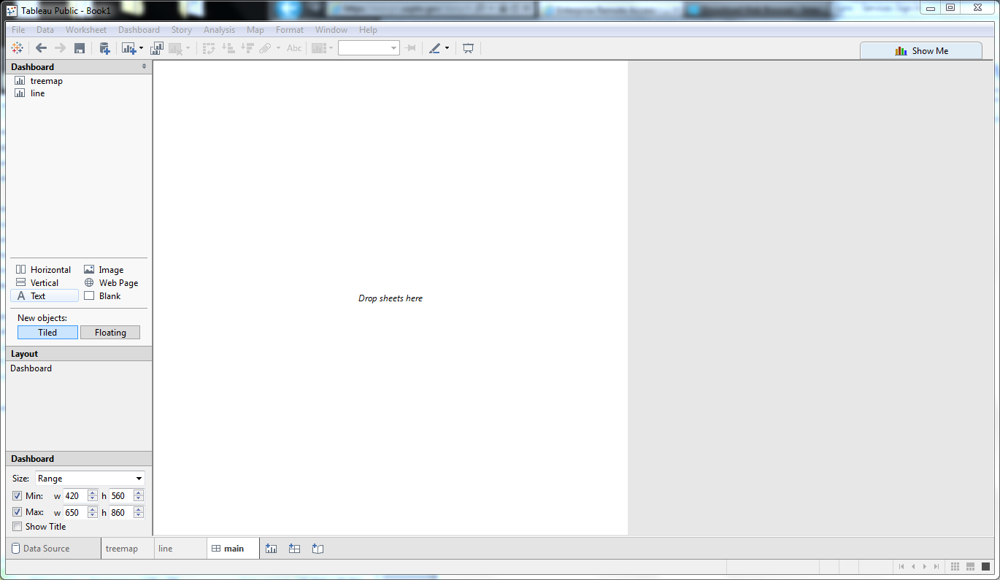 Tableau Public - Book1
File Data Worksheet Dashboard Story Analysis Map Format Window Help
Abc
Show Me
Dashboard
treemap
line
Drop sheets here
Horizontal Image
Vertical Web Page
A Text Blank
New objects:
Tiled Floating
Layout
Dashboard
Dashboard
Size: Range
Min: w 420 h 560
Max: w 650 h 860
Show Title
Data Source treemap line main